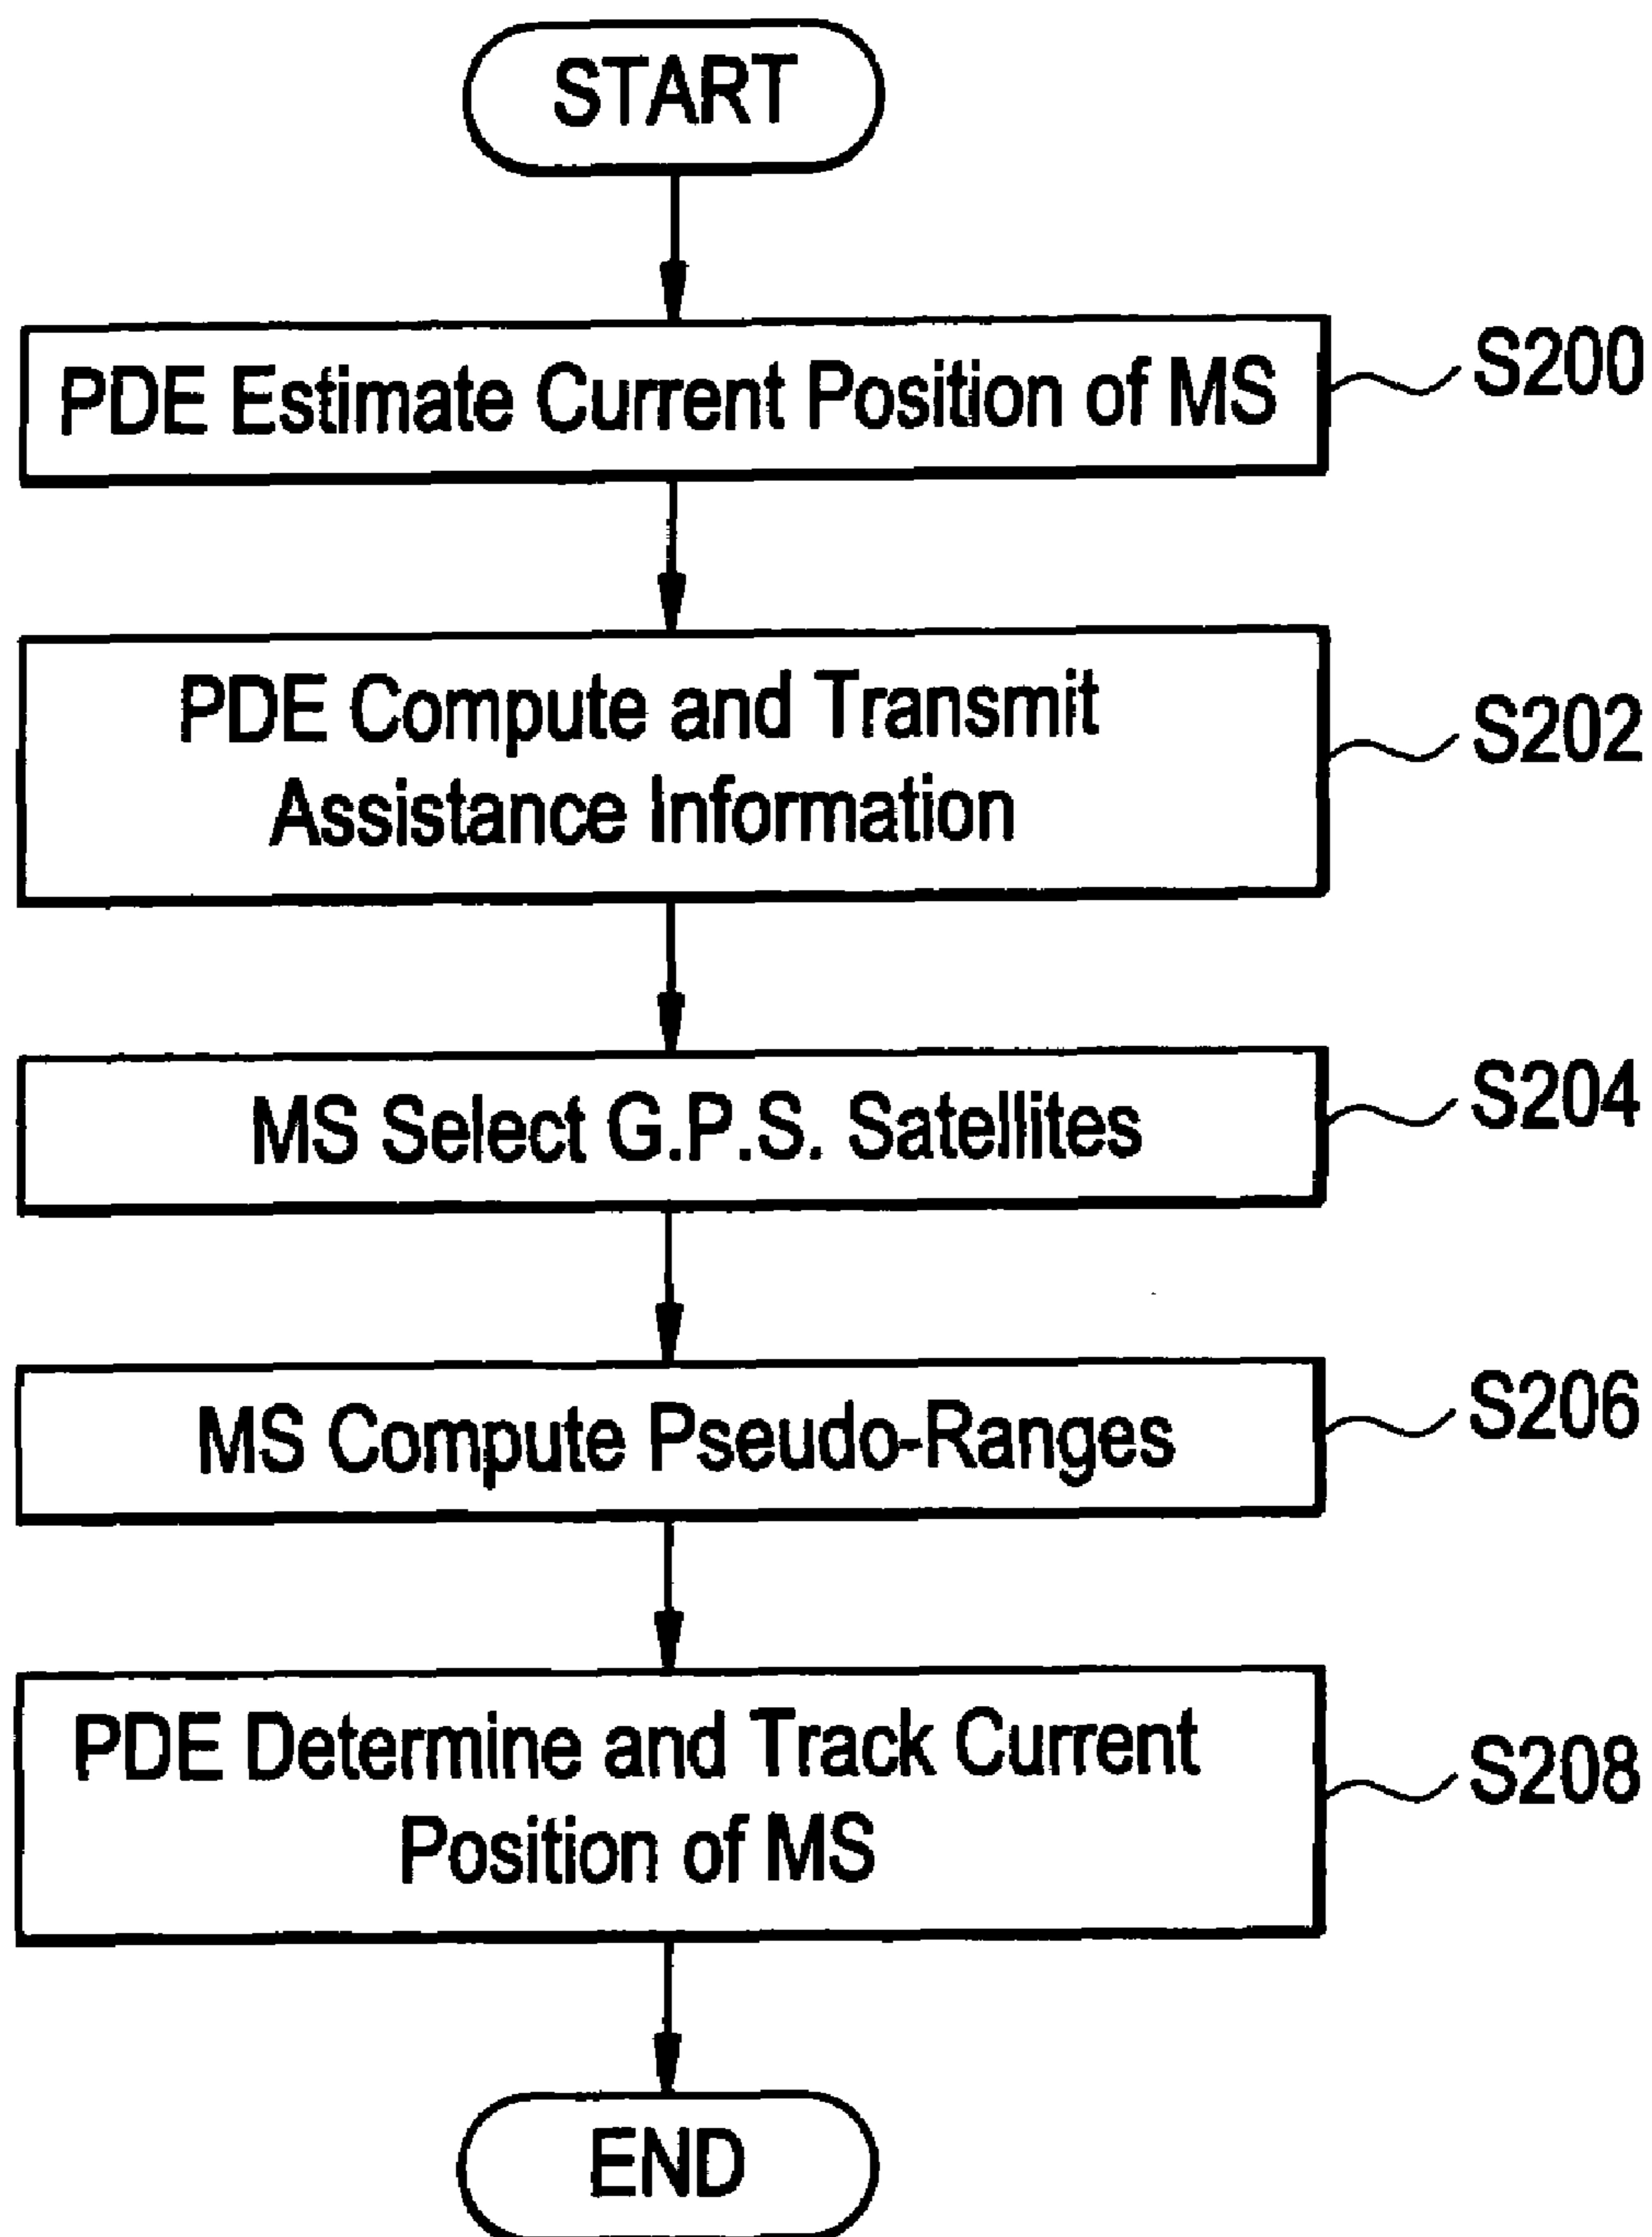 START
PDE Estimate Current Position of MS
S200
PDE Compute and Transmit
Assistance Information
S202
MS Select G.P.S. Satellites
S204
MS Compute Pseudo-Ranges
S206
PDE Determine and Track Current
Position of MS
S208
END